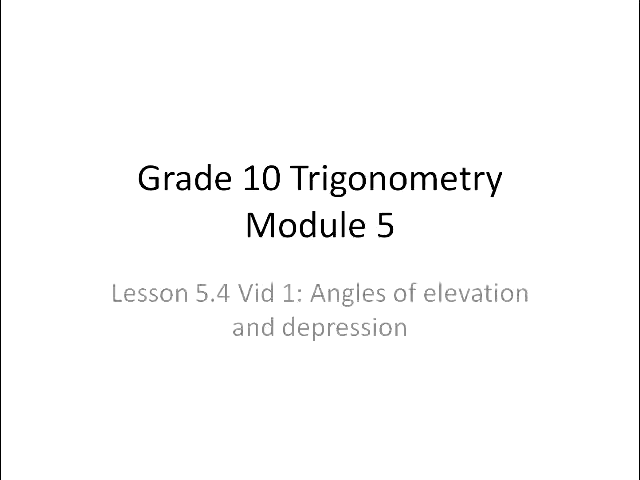 Grade 10 Trigonometry
Module 5
Lesson 5.4 Vid 1: Angles of elevation
and depression